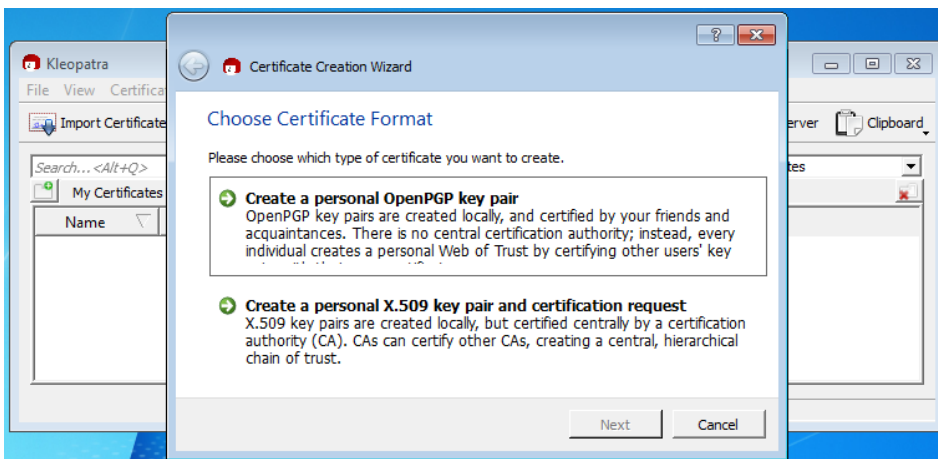 Kleopatra
File View Certifica
Import Certificate
Search...<Alt+Q>
My Certificates
Name
Certificate Creation Wizard
Choose Certificate Format
Please choose which type of certificate you want to create.
Create a personal OpenPGP key pair
OpenPGP key pairs are created locally, and certified by your friends and
acquaintances. There is no central certification authority; instead, every
individual creates a personal Web of Trust by certifying other users' key
Create a personal X.509 key pair and certification request
X.509 key pairs are created locally, but certified centrally by a certification
authority (CA). CAs can certify other CAs, creating a central, hierarchical
chain of trust.
Next Cancel
erver Clipboard
tes